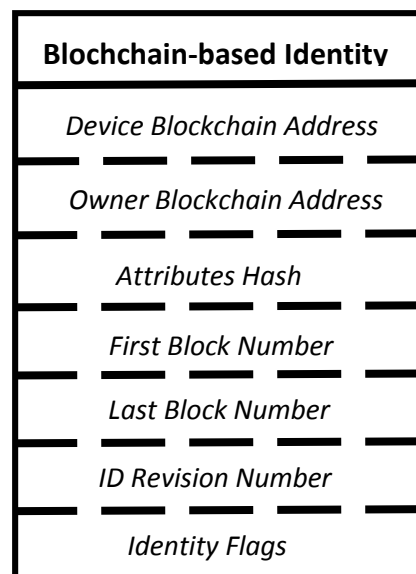 Blochchain-based Identity
Device Blockchain Address
Owner Blockchain Address
Attributes Hash
First Block Number
Last Block Number
ID Revision Number
Identity Flags